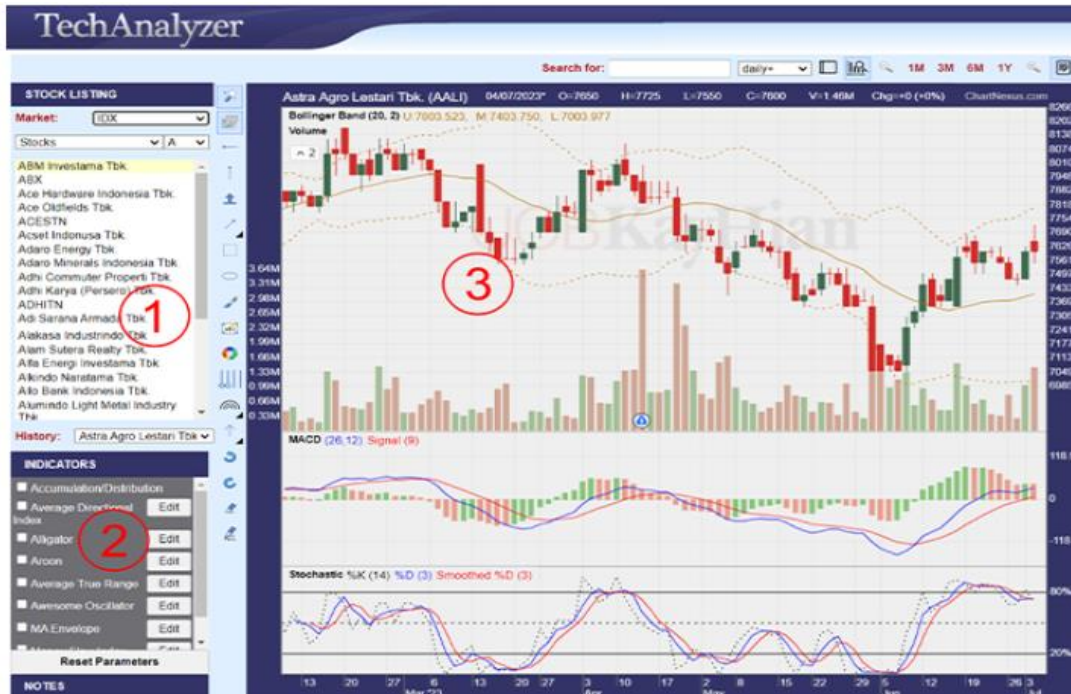 TechAnalyzer
Search for: daily* 1M 3M 6M 1Y
STOCK LISTING
Market: IDX
Stocks A
ABM Investama Tbk.
ABX
Ace Hardware Indonesia Tbk.
Ace Oldfields Tbk.
ACESTN
Acset Indonusa Tbk.
Adaro Energy Tbk.
Adaro Minerals Indonesia Tbk.
Adhi Commuter Properti Tbk.
Adhi Karya (Persero) Tbk.
ADHITN
Adi Sarana Armada Tbk.
Alakasa Industrindo Tbk.
Alam Sutera Realty Tbk.
Alfa Energi Investama Tbk.
Alkindo Naratama Tbk.
Allo Bank Indonesia Tbk.
Alumindo Light Metal Industry
Tbk.
1
History: Astra Agro Lestari Tbk
INDICATORS
Accumulation/Distribution
Average Directional Edit
Index
Alligator Edit
Aroon Edit
Average True Range Edit
Awesome Oscillator Edit
MA Envelope Edit
2
Reset Parameters
NOTES
Astra Agro Lestari Tbk. (AALI) 04/07/2023* O=7650 H=7725 L=7550 C=7600 V=1.46M Chg=+0 (+0%) ChartNexus.com
Bollinger Band (20, 2) U:7803.523, M:7403.750, L:7003.977
Volume
2
UOBKayHian
3
3.64M
3.31M
2.98M
2.65M
2.32M
1.99M
1.66M
1.33M
0.99M
0.66M
0.33M
MACD (26,12) Signal (9)
0
Stochastic %K (14) %D (3) Smoothed %D (3)
80%
20%
13 20 27 6 13 20 27 3 10 17 2 8 15 22 29 5 12 19 26 3
Mar'23 Apr May Jun Jul